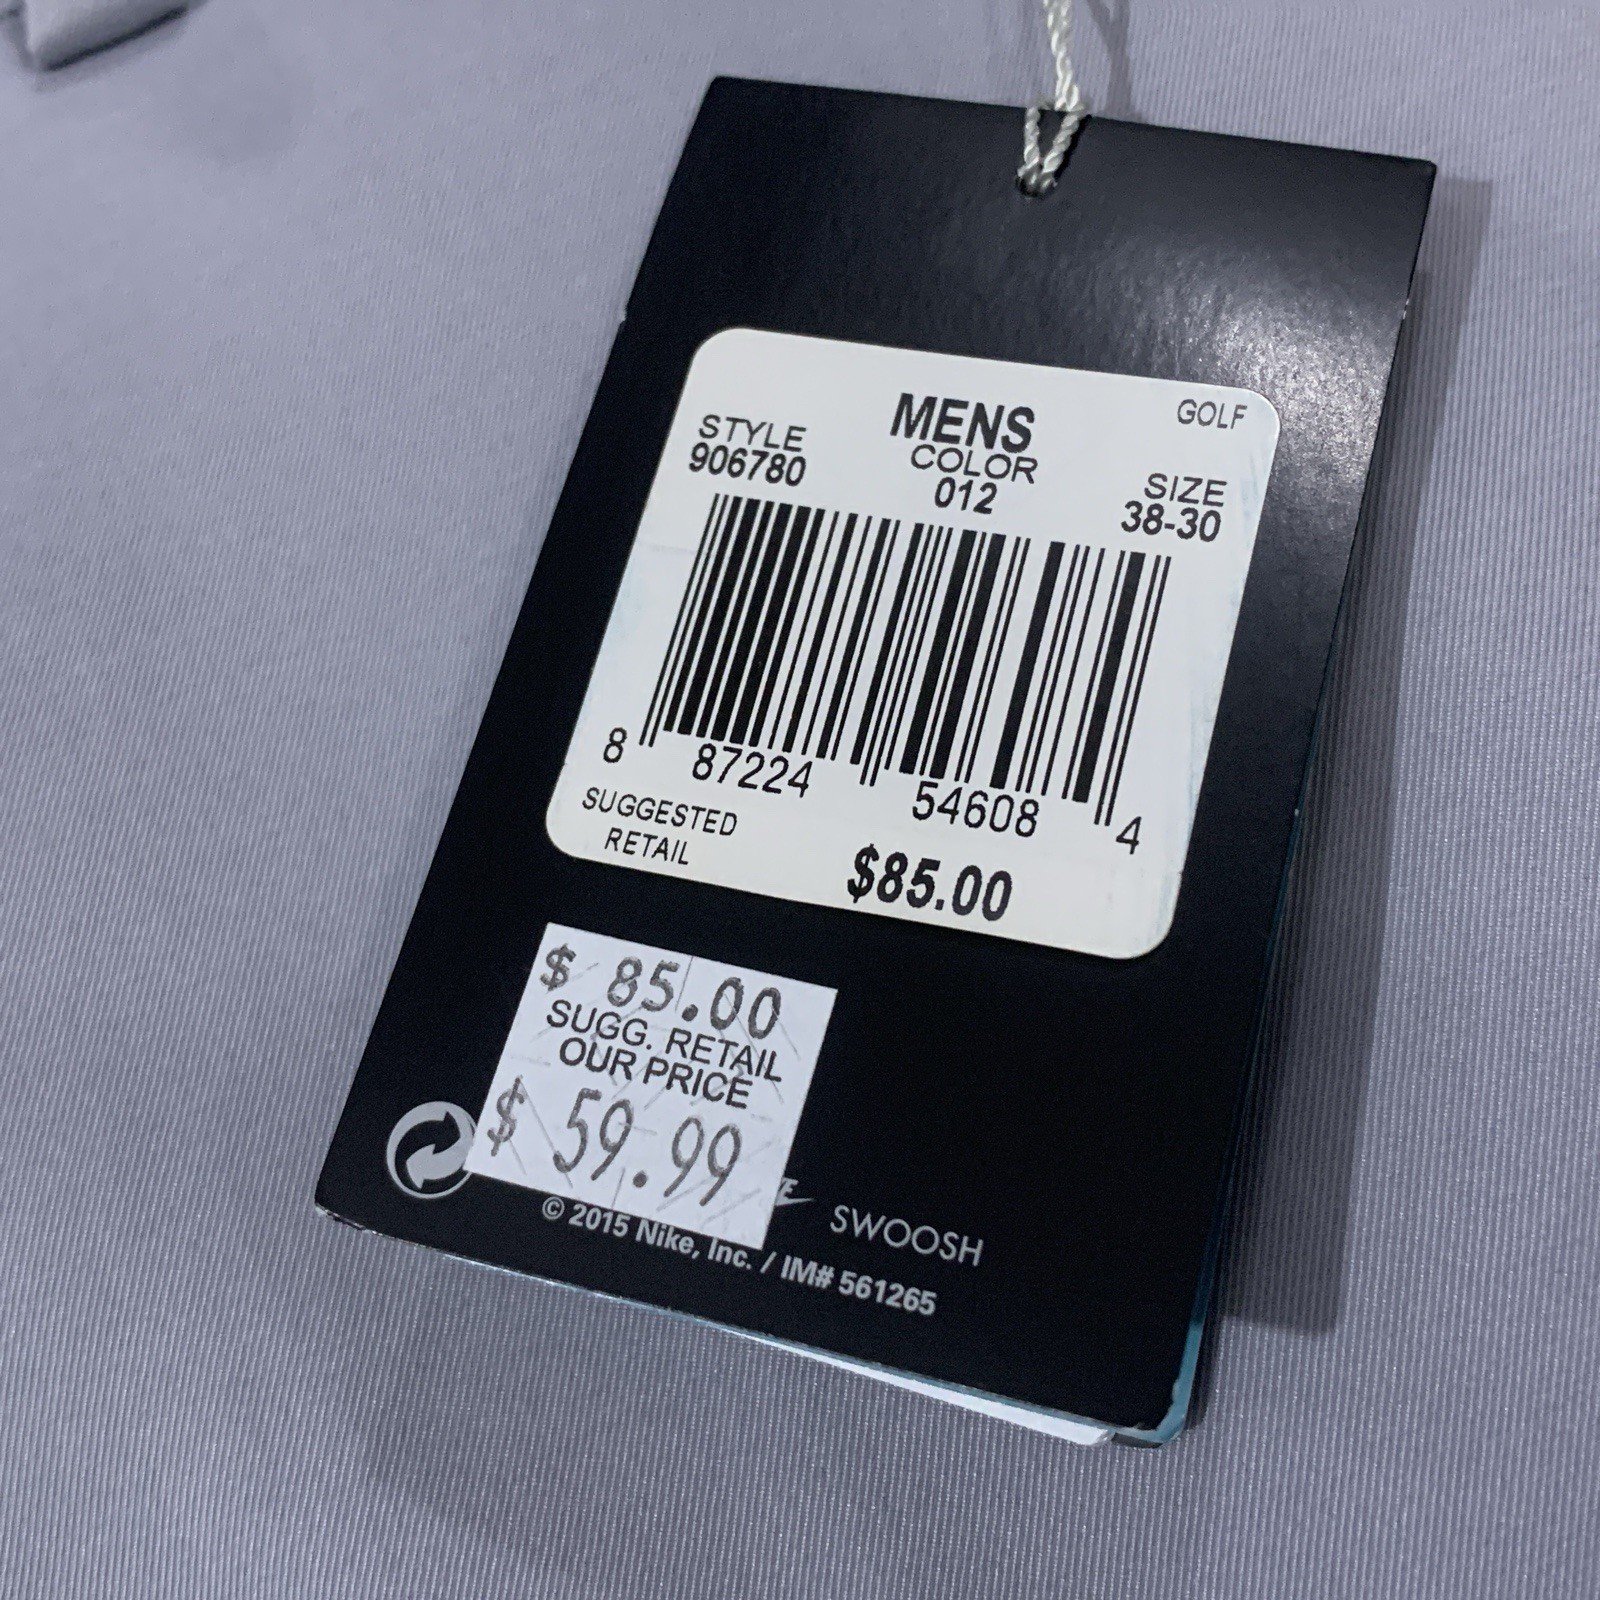 MENS
GOLF
STYLE
906780
COLOR
012
SIZE
38-30
8 87224 54608 4
SUGGESTED
RETAIL
$85.00
$ 85.00
SUGG. RETAIL
OUR PRICE
$ 59.99
SWOOSH
© 2015 Nike, Inc. / IM# 561265